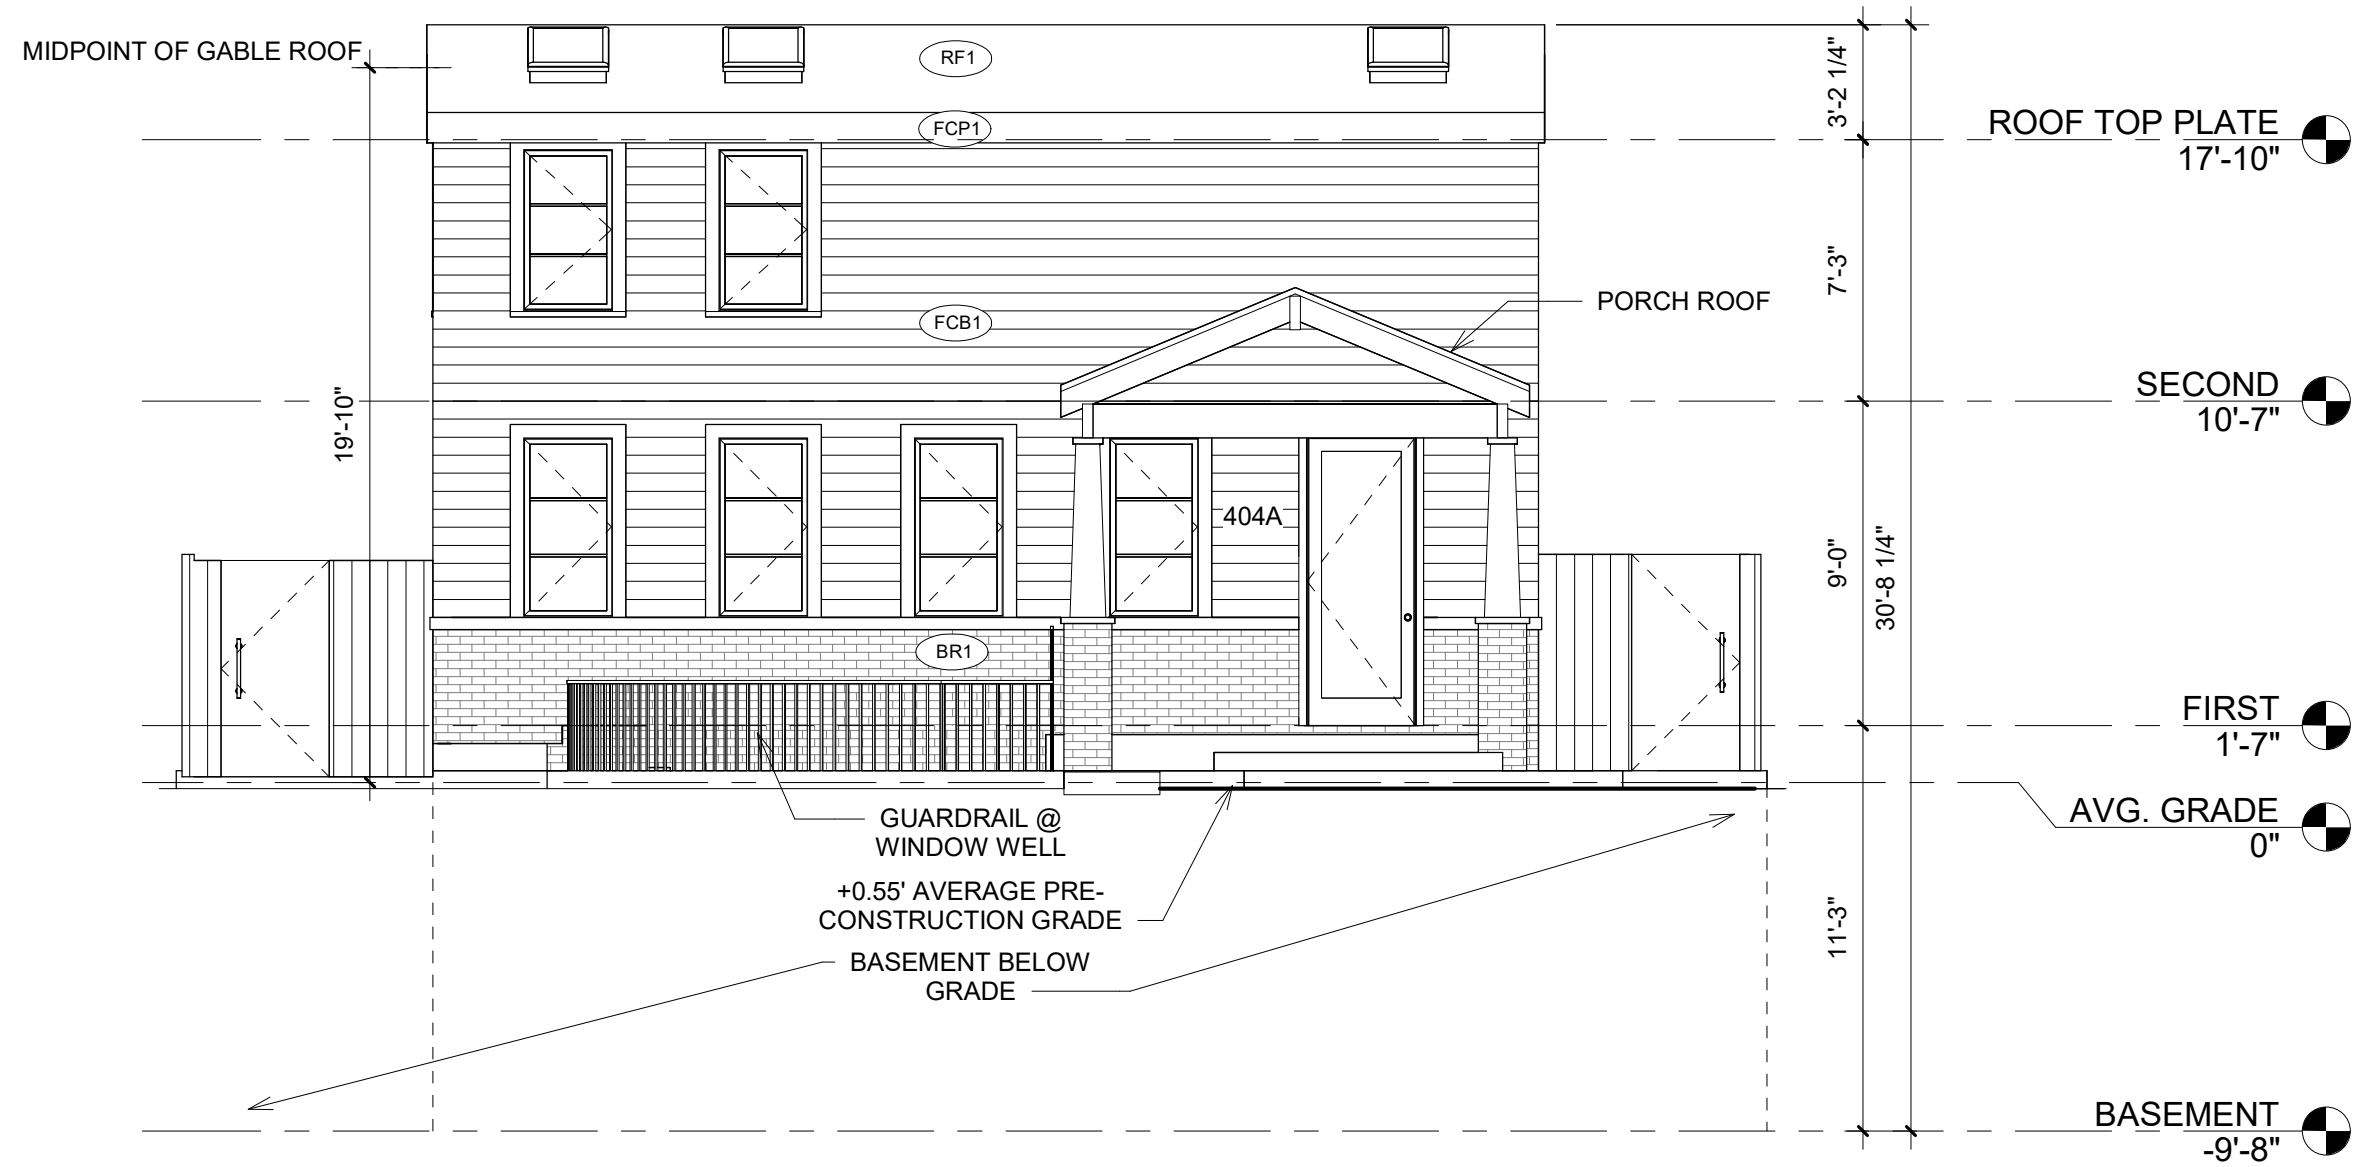 MIDPOINT OF GABLE ROOF
RF1
3'-2 1/4"
FCP1
ROOF TOP PLATE
17'-10"
7'-3"
PORCH ROOF
FCB1
19'-10"
SECOND
10'-7"
404A
9'-0"
30'-8 1/4"
BR1
FIRST
1'-7"
GUARDRAIL @
WINDOW WELL
AVG. GRADE
0"
+0.55' AVERAGE PRE-
CONSTRUCTION GRADE
11'-3"
BASEMENT BELOW
GRADE
BASEMENT
-9'-8"